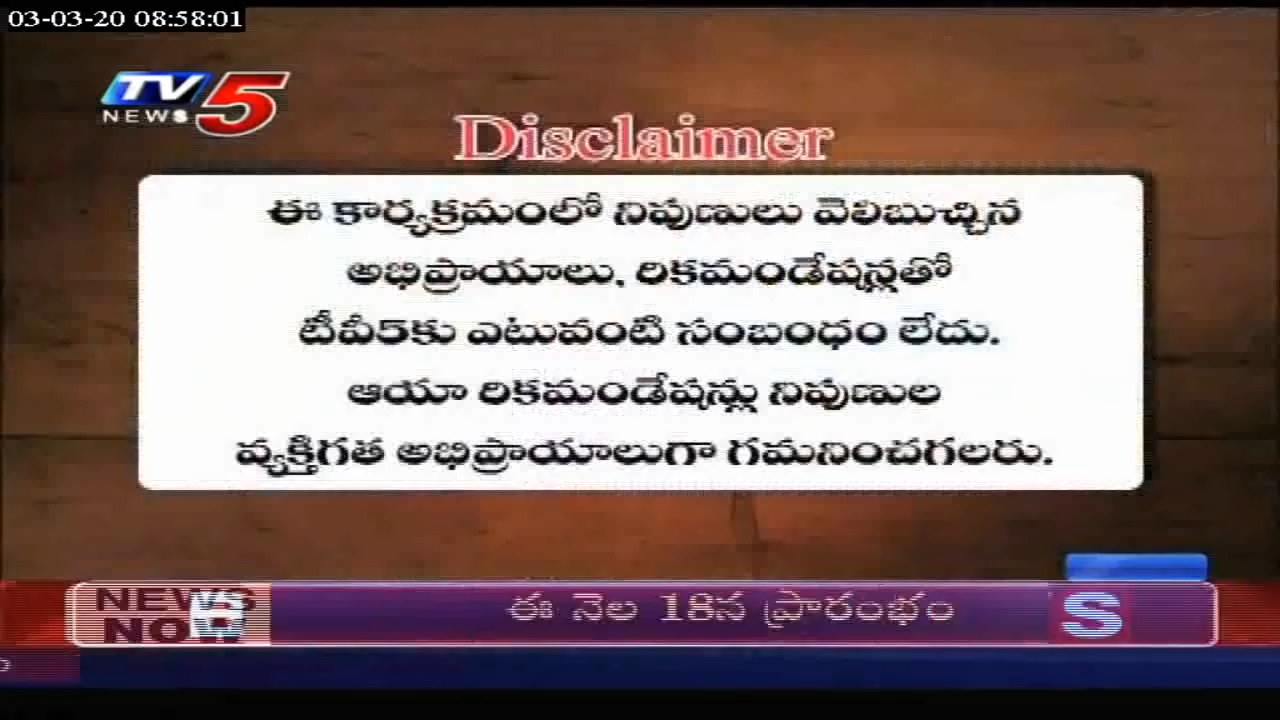 03-03-20 08:58:01
TV5
NEWS
Disclaimer
ఈ కార్యక్రమంలో నిపుణులు వెలిబుచ్చిన
అభిప్రాయాలు, రికమండేషన్లతో
టీవీ5కు ఎటువంటి సంబంధం లేదు.
ఆయా రికమండేషన్లు నిపుణుల
వ్యక్తిగత అభిప్రాయాలుగా గమనించగలరు.
NEWS
NOW
ఈ నెల 18న ప్రారంభం
S